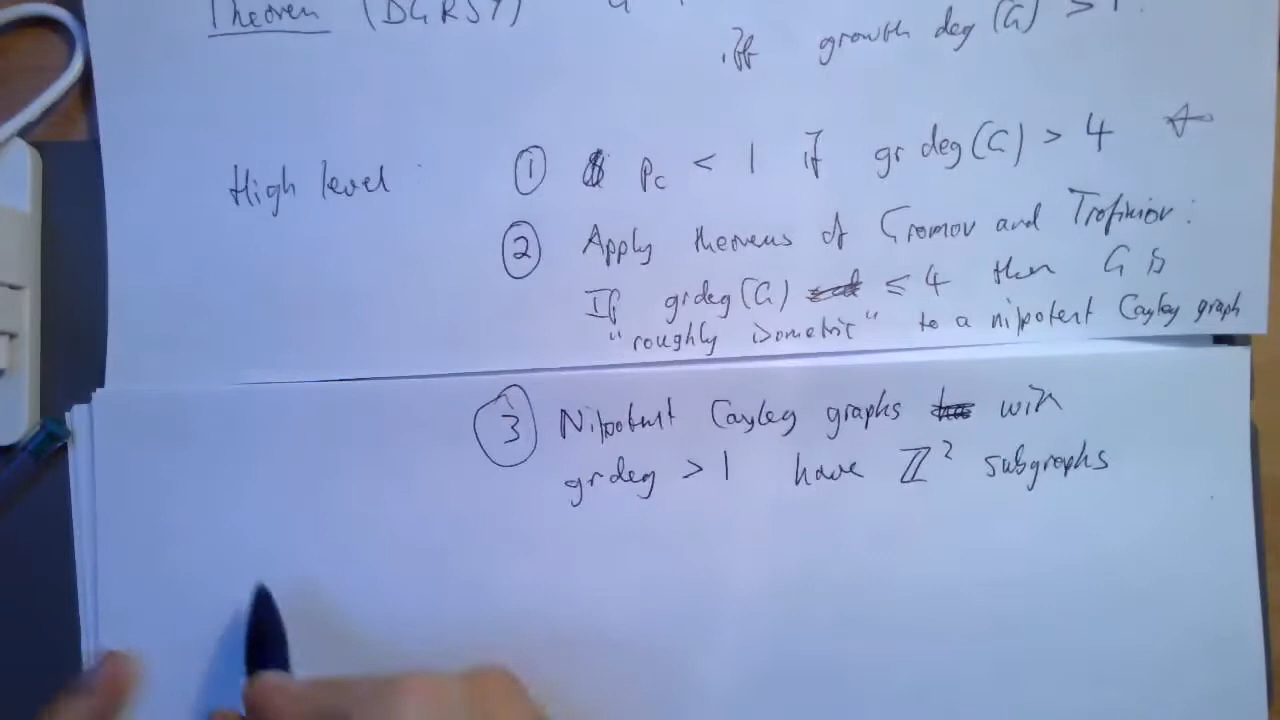 Theorem (DGRSY) G
iff growth deg (G) > 1.
High level : ① pc < 1 if gr deg(G) > 4
② Apply theorems of Gromov and Trofimov :
If grdeg(G) ≤ 4 then G is
"roughly isometric" to a nilpotent Cayley graph
③ Nilpotent Cayley graphs with
grdeg > 1 have ℤ² subgraphs